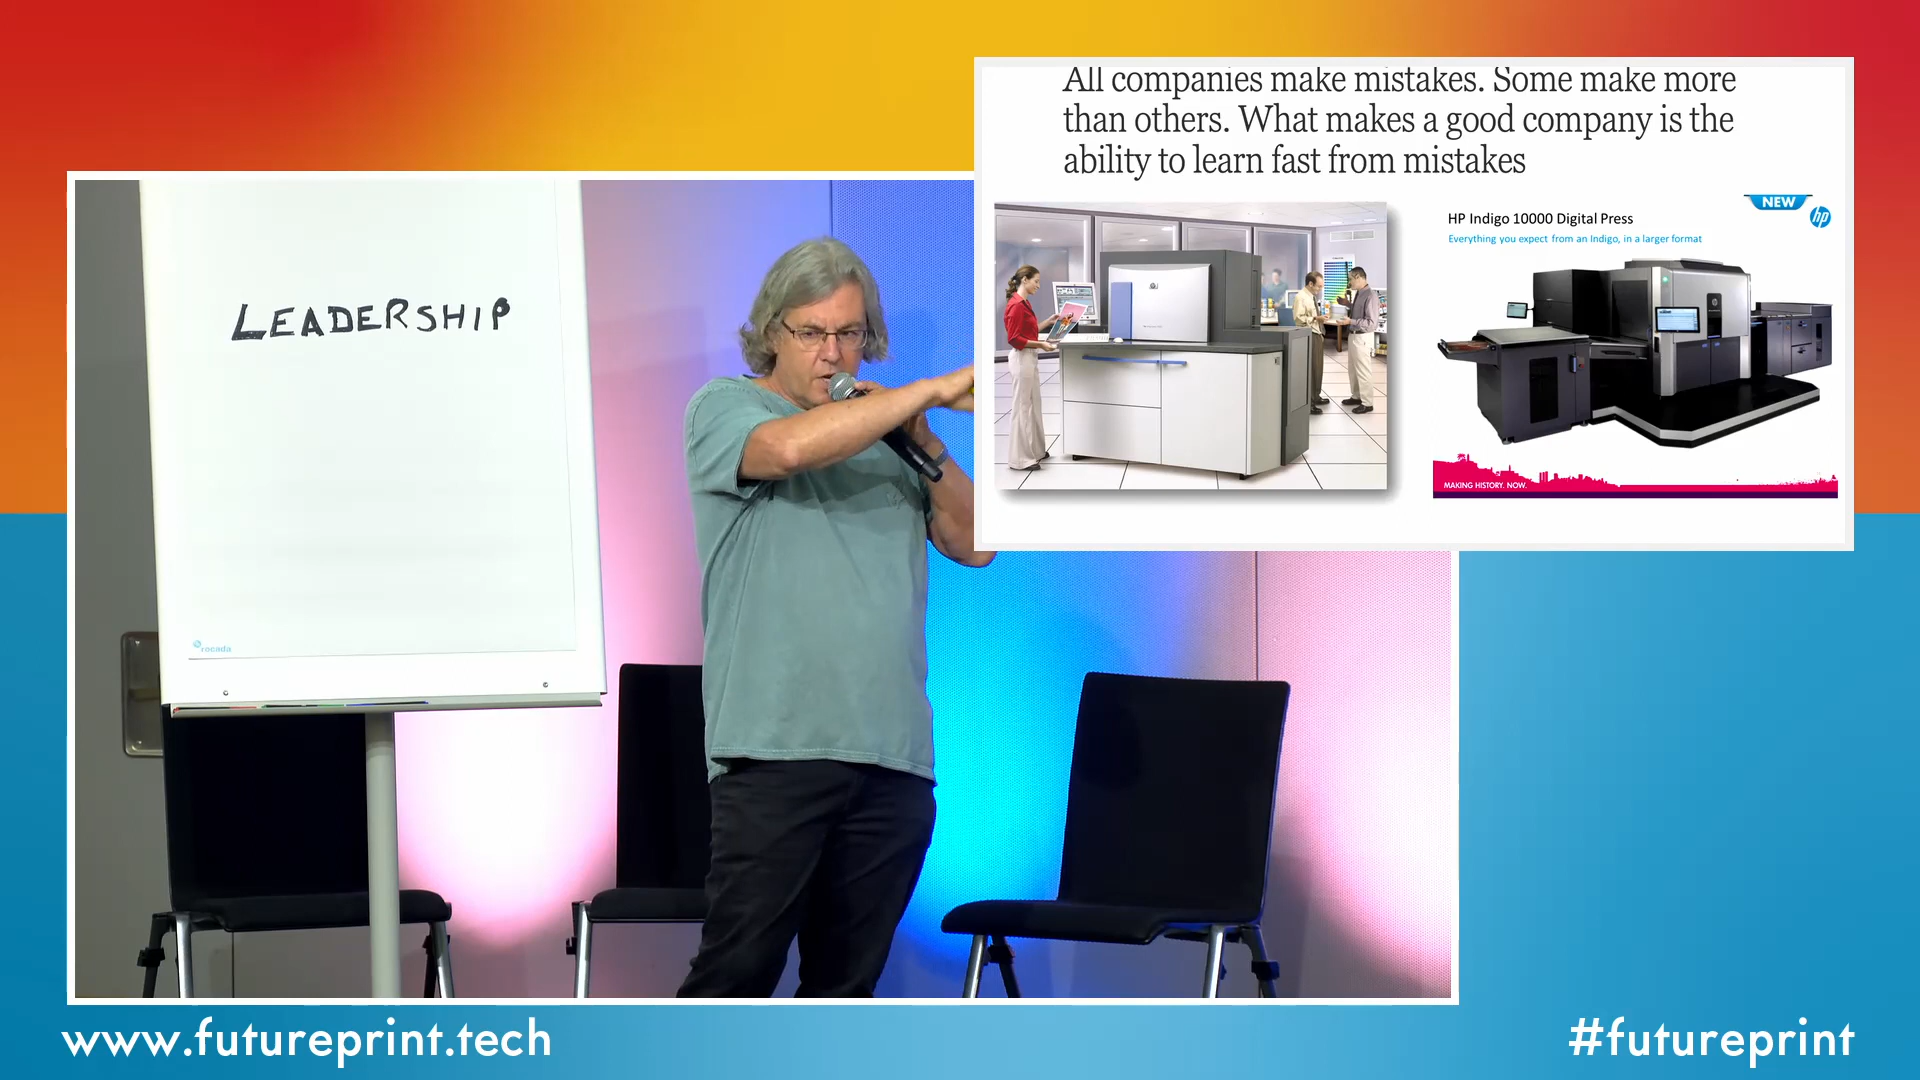 All companies make mistakes. Some make more
than others. What makes a good company is the
ability to learn fast from mistakes
NEW
hp
HP Indigo 10000 Digital Press
Everything you expect from an Indigo, in a larger format
MAKING HISTORY. NOW.
LEADERSHIP
rocada
www.futureprint.tech
#futureprint